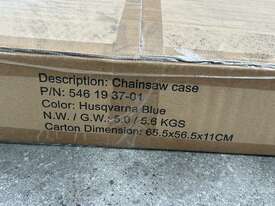 Description: Chainsaw case
P/N: 546 19 37-01
Color: Husqvarna Blue
N.W. / G.W.: 5.0 / 5.6 KGS
Carton Dimension: 65.5x56.5x11CM